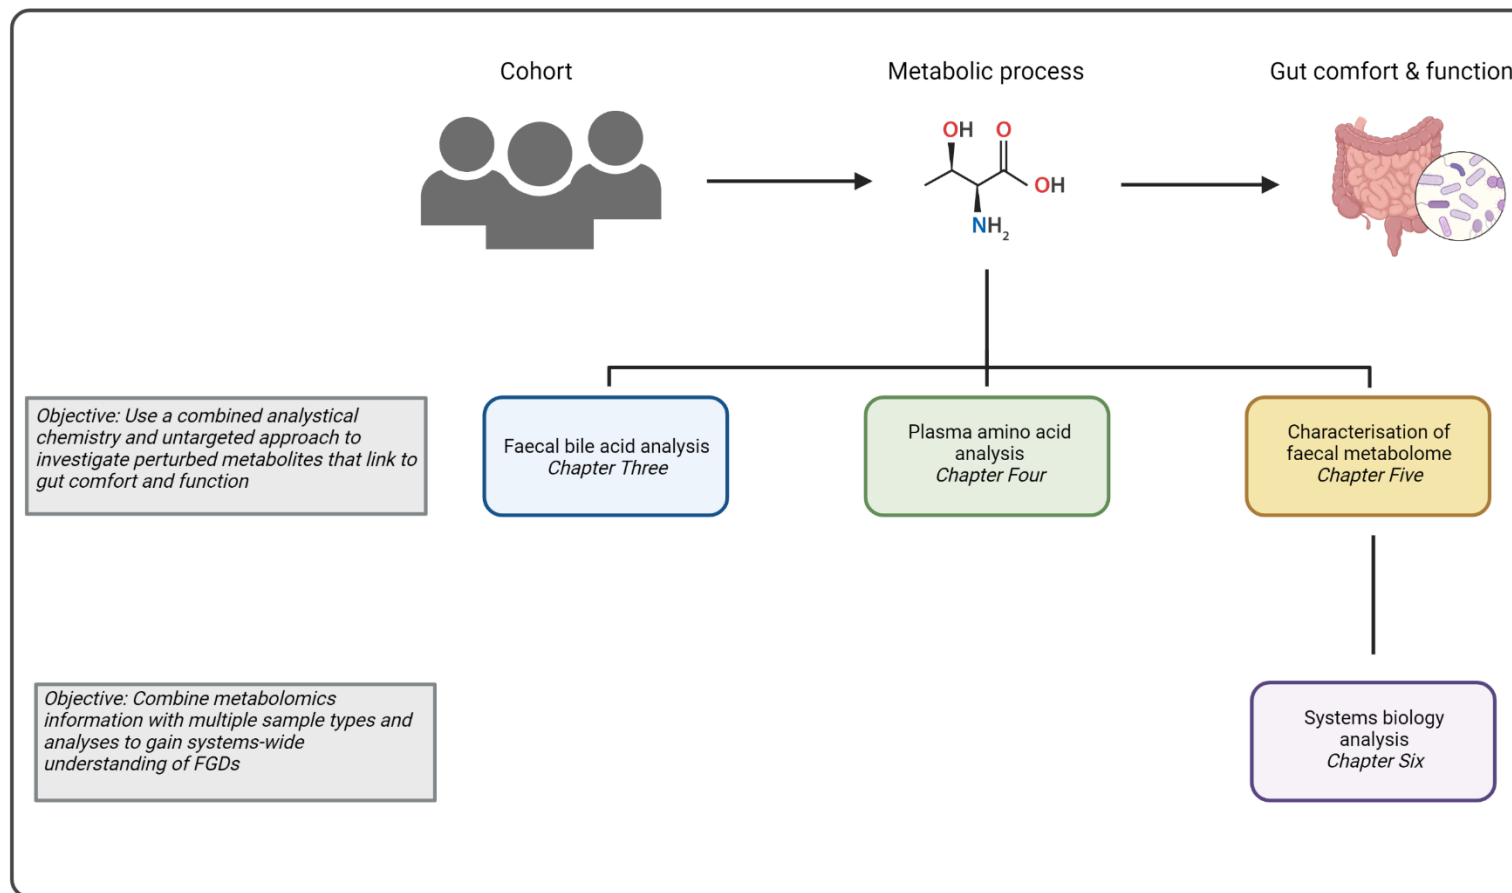 Cohort
Metabolic process
Gut comfort & function
OH
O
OH
NH2
Objective: Use a combined analystical
chemistry and untargeted approach to
investigate perturbed metabolites that link to
gut comfort and function
Faecal bile acid analysis
Chapter Three
Plasma amino acid
analysis
Chapter Four
Characterisation of
faecal metabolome
Chapter Five
Objective: Combine metabolomics
information with multiple sample types and
analyses to gain systems-wide
understanding of FGDs
Systems biology
analysis
Chapter Six